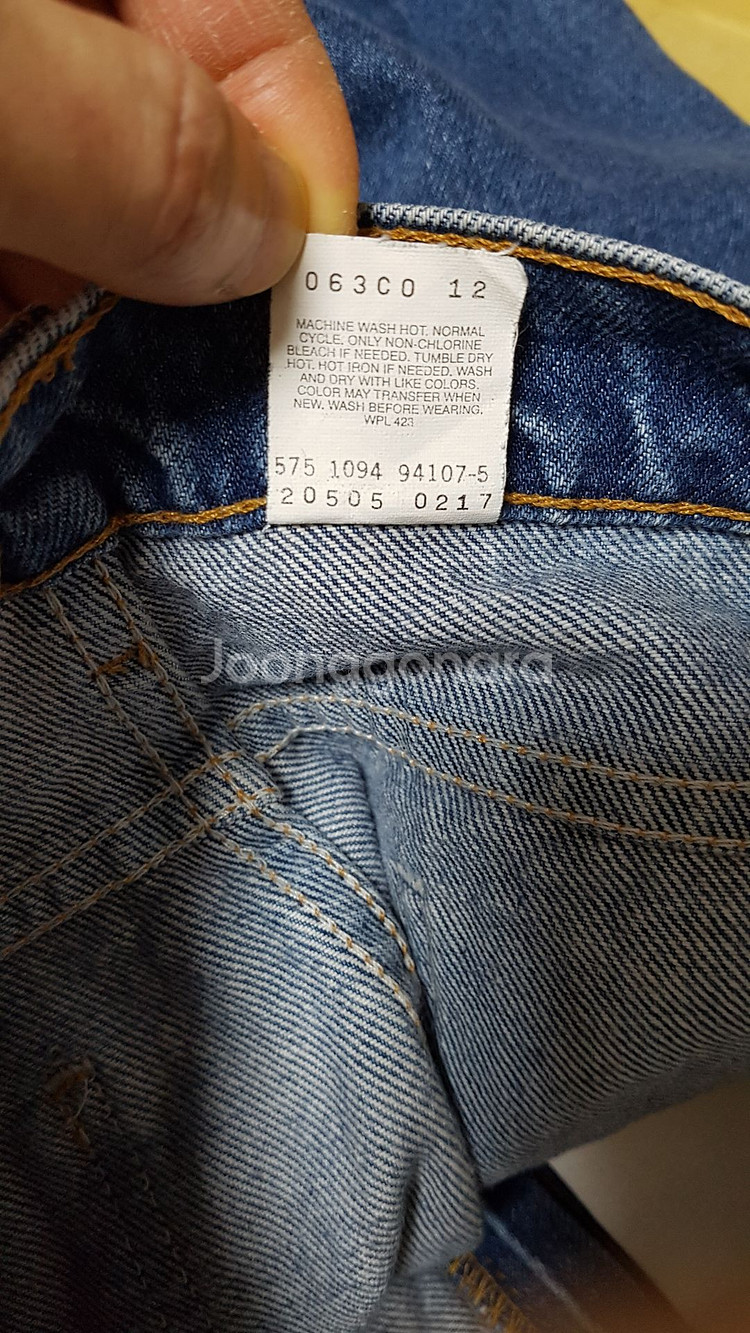 063C0 12
MACHINE WASH HOT. NORMAL
CYCLE. ONLY NON-CHLORINE
BLEACH IF NEEDED. TUMBLE DRY
HOT. HOT IRON IF NEEDED. WASH
AND DRY WITH LIKE COLORS.
COLOR MAY TRANSFER WHEN
NEW. WASH BEFORE WEARING.
WPL 423
575 1094 94107-5
20505 0217
Joonggonara